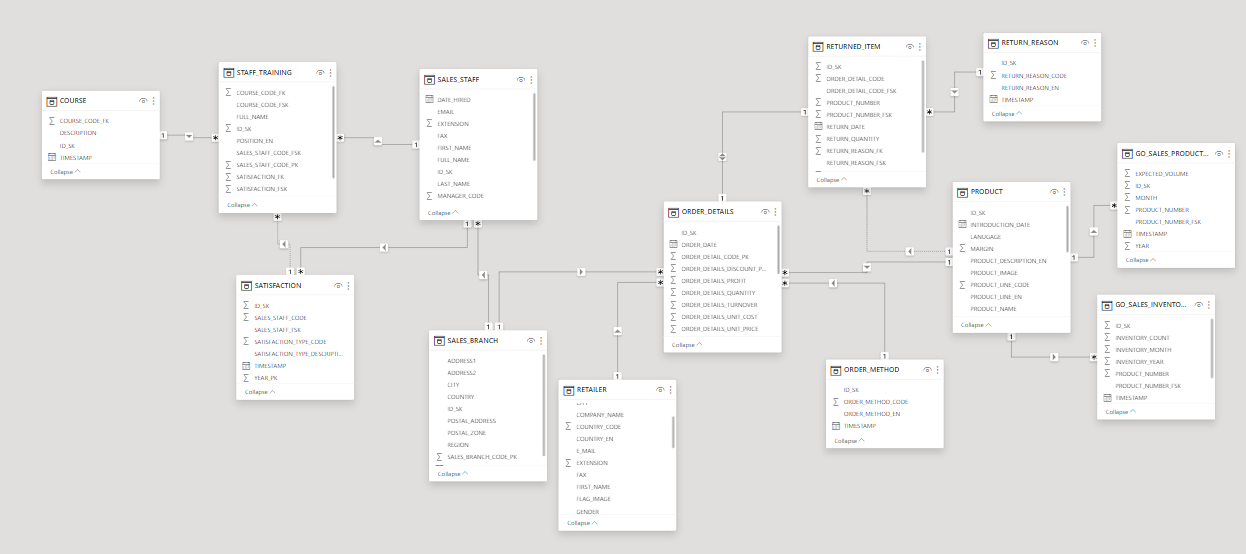 COURSE
COURSE_CODE_FK
DESCRIPTION
ID_SK
TIMESTAMP
Collapse
STAFF_TRAINING
COURSE_CODE_FK
COURSE_CODE_FSK
FULL_NAME
ID_SK
POSITION_EN
SALES_STAFF_CODE_FSK
SALES_STAFF_CODE_PK
SATISFACTION_FK
SATISFACTION_FSK
Collapse
SALES_STAFF
DATE_HIRED
EMAIL
EXTENSION
FAX
FIRST_NAME
FULL_NAME
ID_SK
LAST_NAME
MANAGER_CODE
Collapse
SATISFACTION
ID_SK
SALES_STAFF_CODE
SALES_STAFF_FSK
SATISFACTION_TYPE_CODE
SATISFACTION_TYPE_DESCRIPTI...
TIMESTAMP
YEAR_PK
Collapse
SALES_BRANCH
ADDRESS1
ADDRESS2
CITY
COUNTRY
ID_SK
POSTAL_ADDRESS
POSTAL_ZONE
REGION
SALES_BRANCH_CODE_PK
Collapse
RETAILER
COMPANY_NAME
COUNTRY_CODE
COUNTRY_EN
E_MAIL
EXTENSION
FAX
FIRST_NAME
FLAG_IMAGE
GENDER
Collapse
ORDER_DETAILS
ID_SK
ORDER_DATE
ORDER_DETAIL_CODE_PK
ORDER_DETAILS_DISCOUNT_P...
ORDER_DETAILS_PROFIT
ORDER_DETAILS_QUANTITY
ORDER_DETAILS_TURNOVER
ORDER_DETAILS_UNIT_COST
ORDER_DETAILS_UNIT_PRICE
Collapse
RETURNED_ITEM
ID_SK
ORDER_DETAIL_CODE
ORDER_DETAIL_CODE_FSK
PRODUCT_NUMBER
PRODUCT_NUMBER_FSK
RETURN_DATE
RETURN_QUANTITY
RETURN_REASON_FK
RETURN_REASON_FSK
Collapse
RETURN_REASON
ID_SK
RETURN_REASON_CODE
RETURN_REASON_EN
TIMESTAMP
Collapse
PRODUCT
ID_SK
INTRODUCTION_DATE
LANGUAGE
MARGIN
PRODUCT_DESCRIPTION_EN
PRODUCT_IMAGE
PRODUCT_LINE_CODE
PRODUCT_LINE_EN
PRODUCT_NAME
Collapse
ORDER_METHOD
ID_SK
ORDER_METHOD_CODE
ORDER_METHOD_EN
TIMESTAMP
Collapse
GO_SALES_PRODUCT...
EXPECTED_VOLUME
ID_SK
MONTH
PRODUCT_NUMBER
PRODUCT_NUMBER_FSK
TIMESTAMP
YEAR
Collapse
GO_SALES_INVENTO...
ID_SK
INVENTORY_COUNT
INVENTORY_MONTH
INVENTORY_YEAR
PRODUCT_NUMBER
PRODUCT_NUMBER_FSK
TIMESTAMP
Collapse